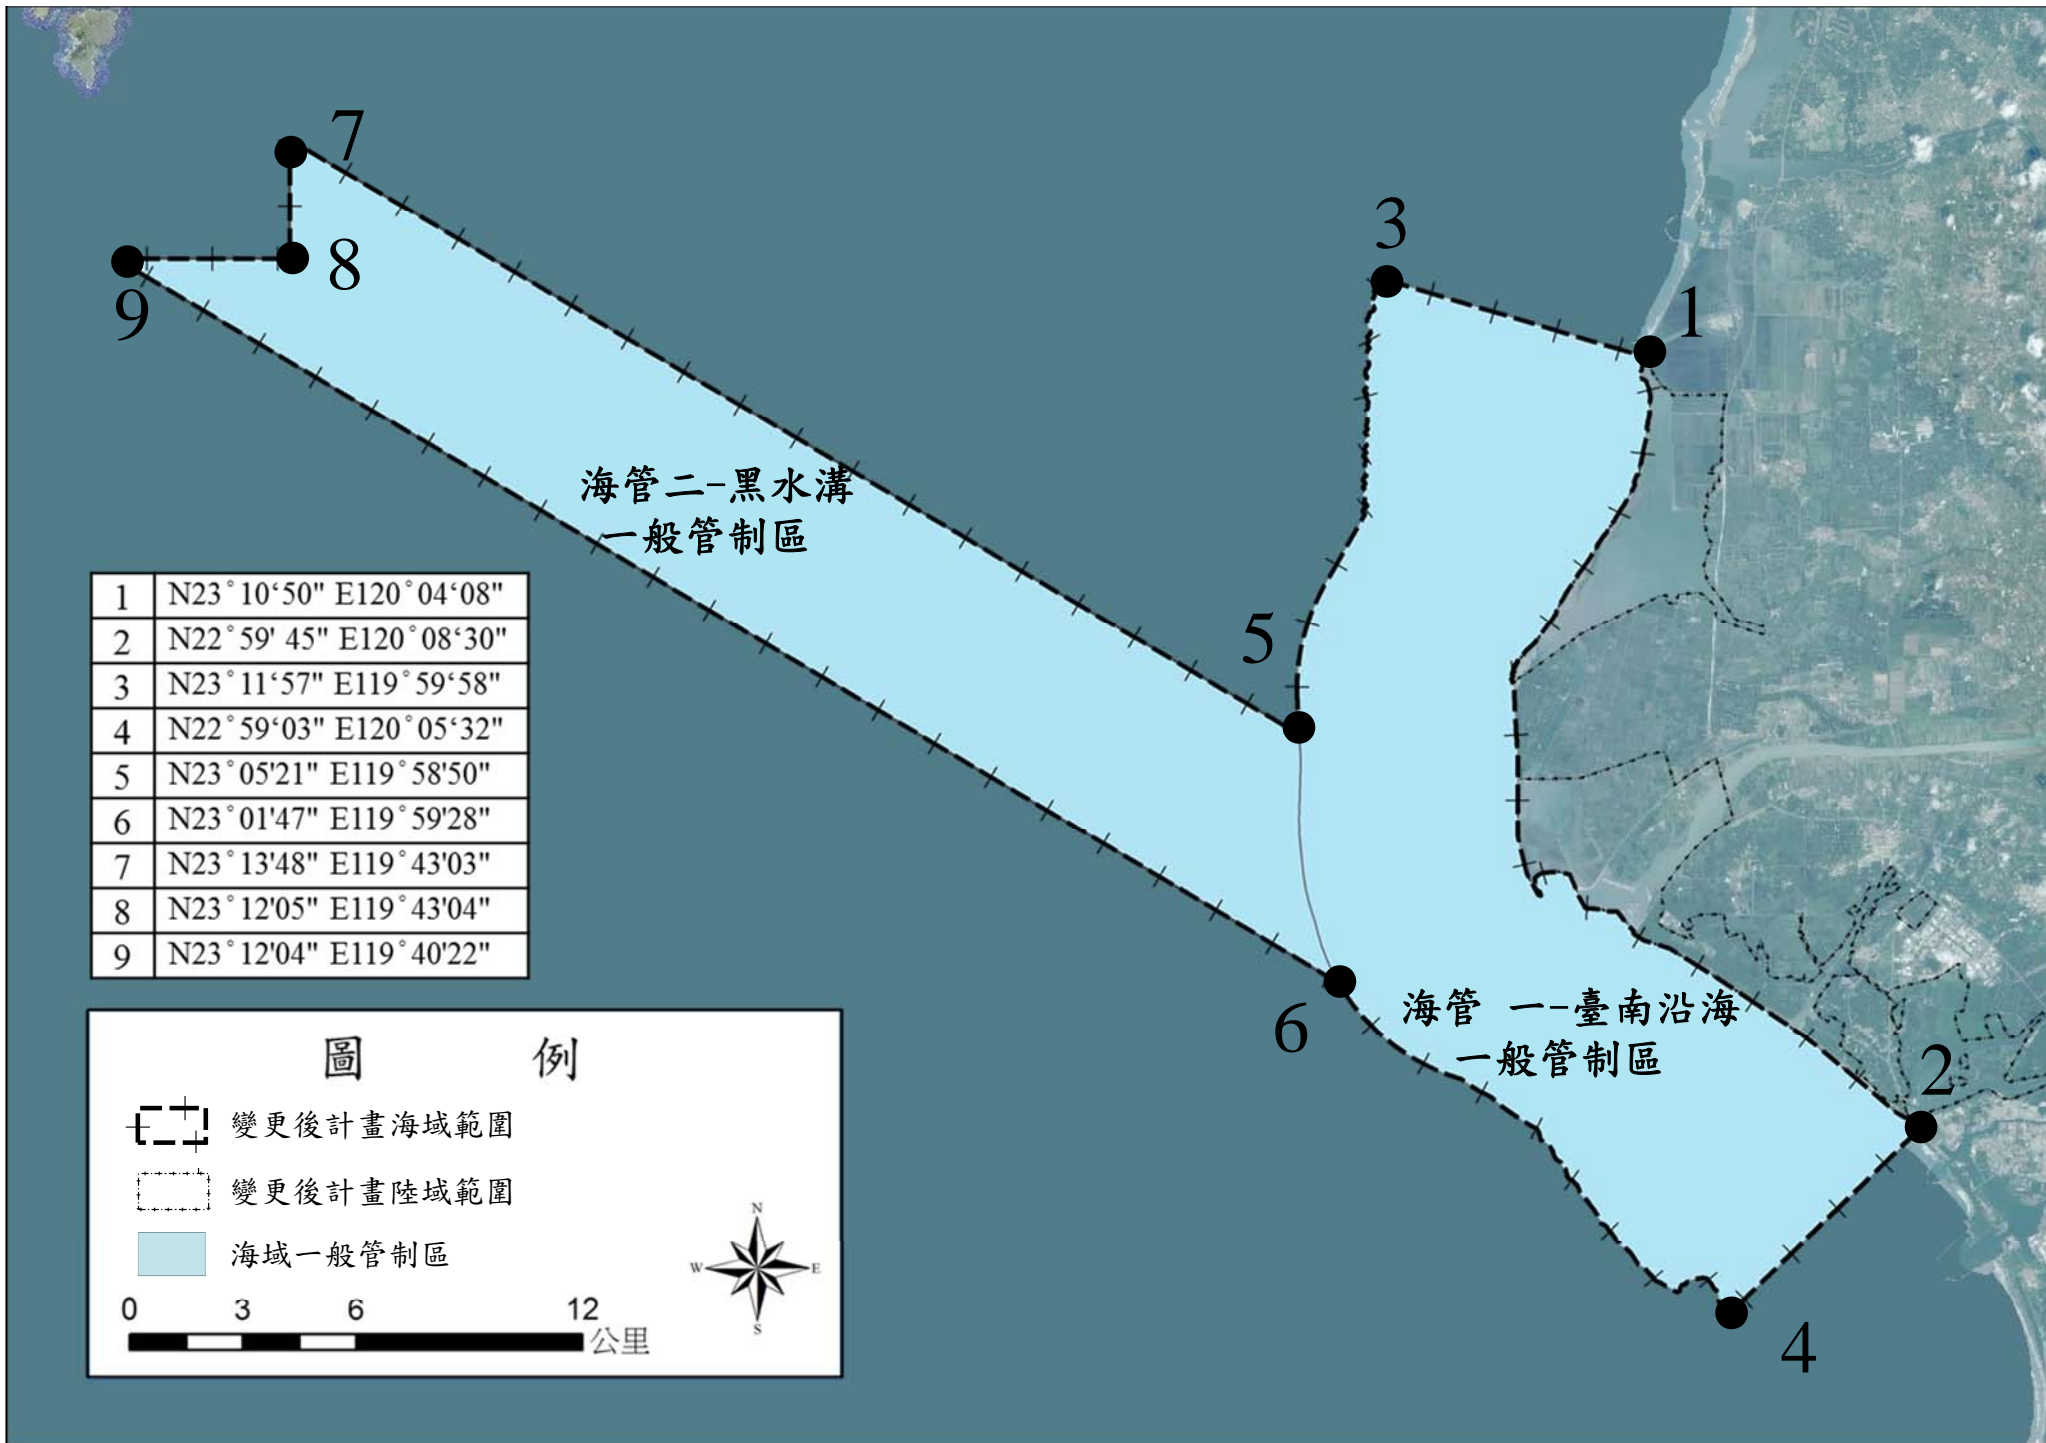 7
3
8
1
9
海管二-黑水溝
一般管制區
5
1 N23°10‘50" E120°04‘08"
2 N22°59' 45" E120°08‘30"
3 N23°11‘57" E119°59‘58"
4 N22°59‘03" E120°05‘32"
5 N23°05'21" E119°58'50"
6 N23°01'47" E119°59'28"
7 N23°13'48" E119°43'03"
8 N23°12'05" E119°43'04"
9 N23°12'04" E119°40'22"
6
海管 一-臺南沿海
一般管制區
2
4
圖 例
變更後計畫海域範圍
變更後計畫陸域範圍
海域一般管制區
N
W E
S
0 3 6 12
公里